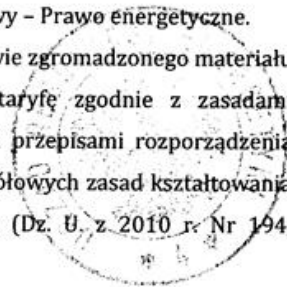 wy – Prawo energetyczne.
wie zgromadzonego materiału
taryfę zgodnie z zasadam
przepisami rozporządzenia
ółowych zasad kształtowania
(Dz. U. z 2010 r. Nr 194